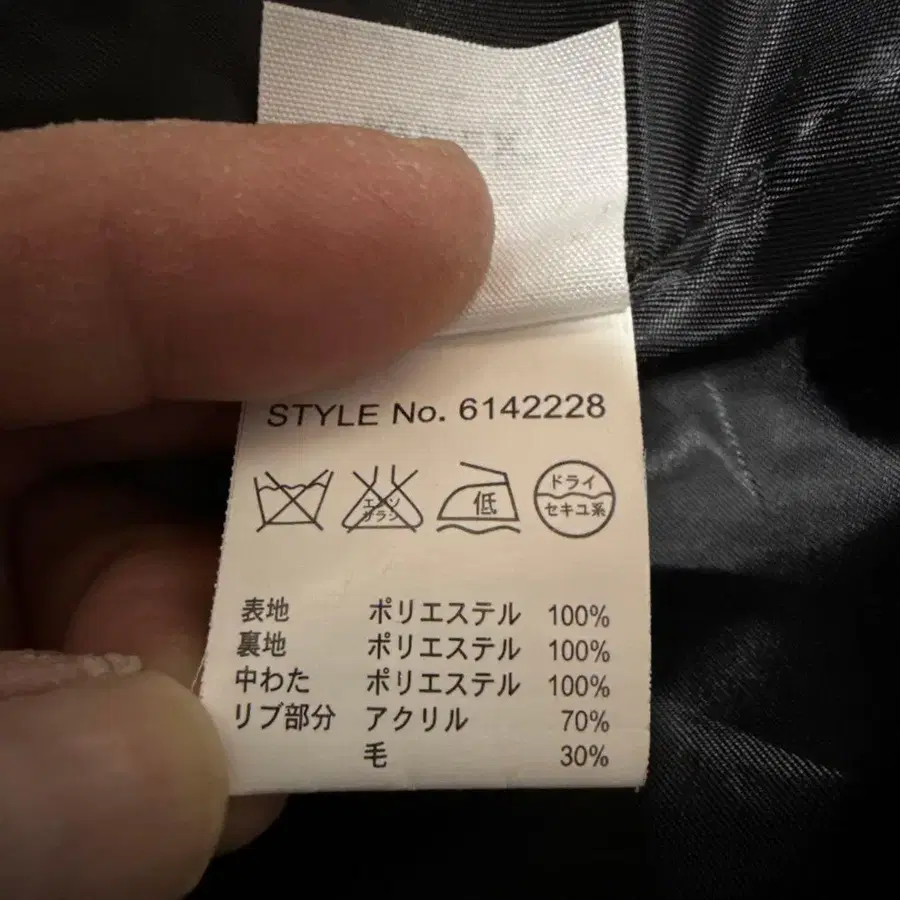 STYLE No. 6142228
エンソ
サラシ
低
ドライ
セキユ系
表地 ポリエステル 100%
裏地 ポリエステル 100%
中わた ポリエステル 100%
リブ部分 アクリル 70%
毛 30%